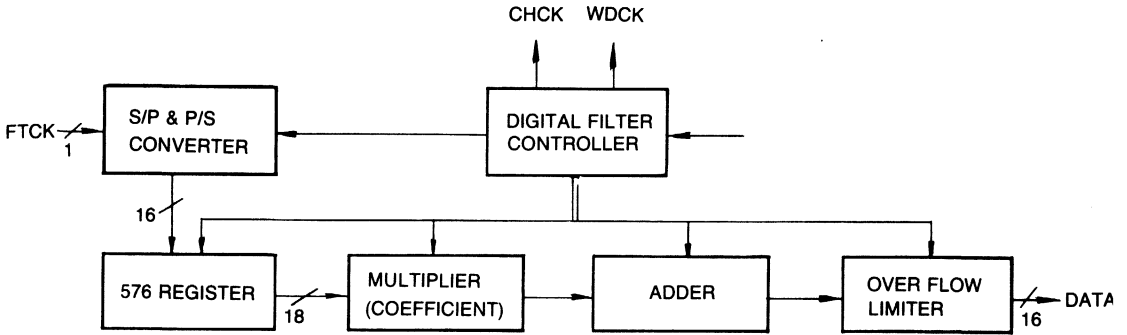 CHCK WDCK
S/P & P/S
CONVERTER
FTCK
1
DIGITAL FILTER
CONTROLLER
16
576 REGISTER
18
MULTIPLIER
(COEFFICIENT)
ADDER
OVER FLOW
LIMITER
16
DATA